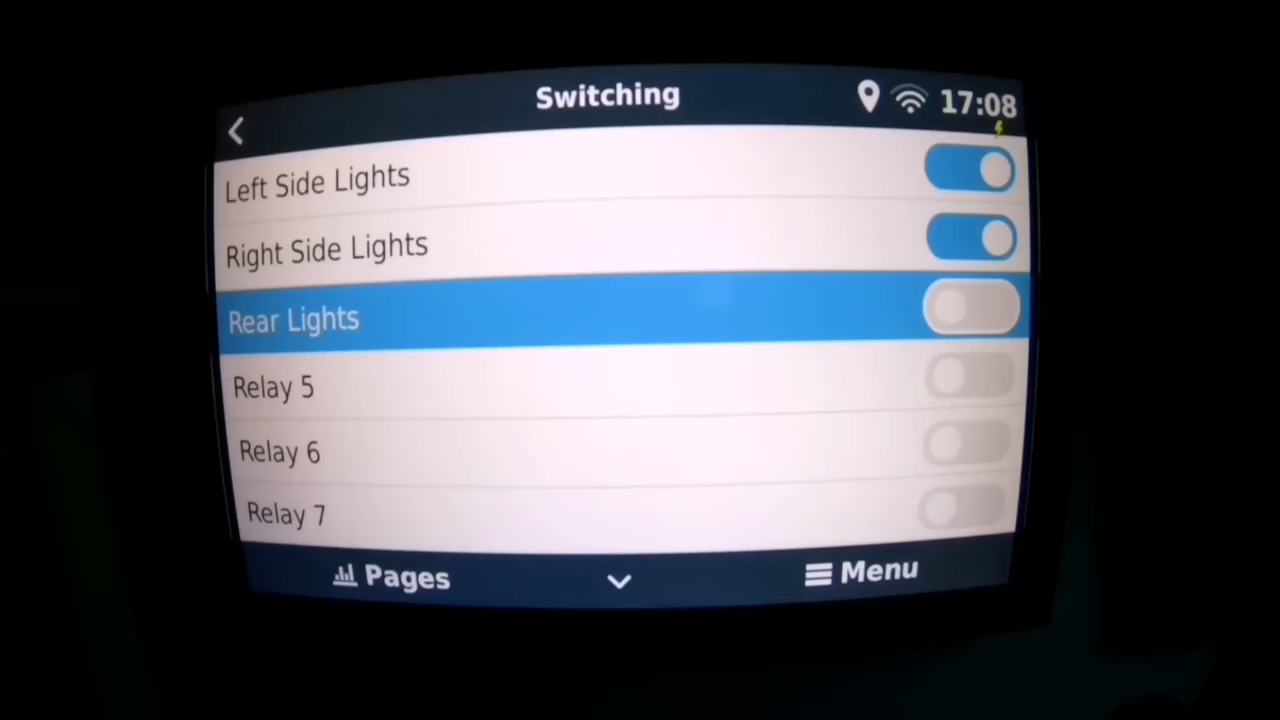 Switching
17:08
Left Side Lights
Right Side Lights
Rear Lights
Relay 5
Relay 6
Relay 7
Pages
Menu